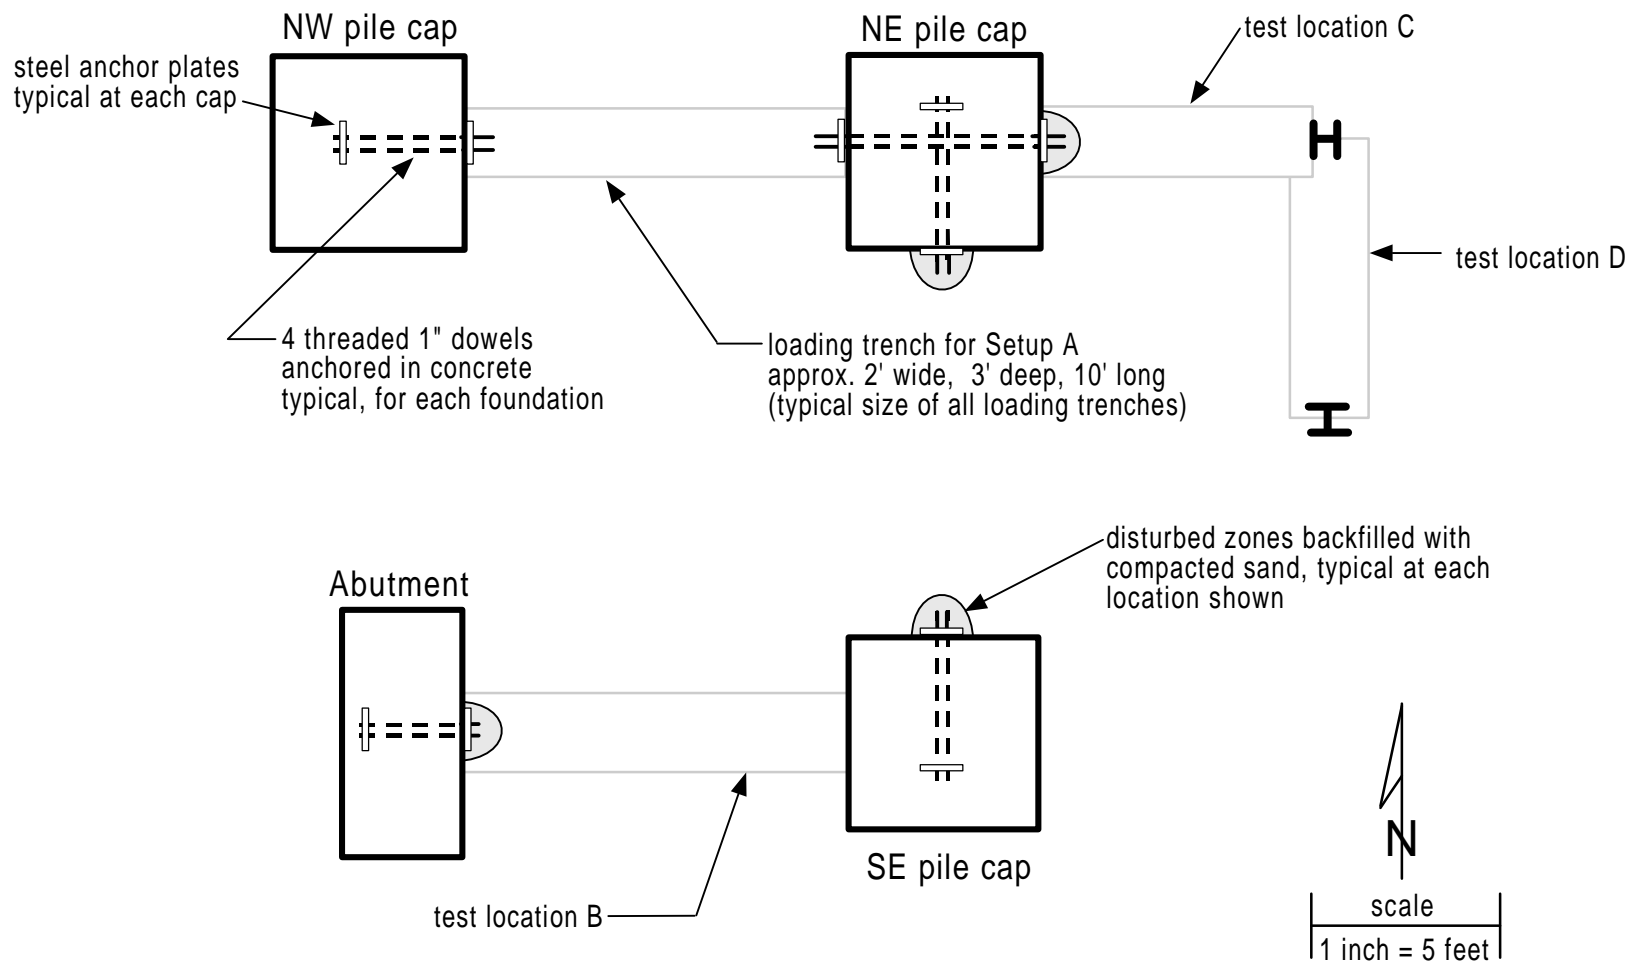 NW pile cap
NE pile cap
test location C
steel anchor plates
typical at each cap
test location D
4 threaded 1" dowels
anchored in concrete
typical, for each foundation
loading trench for Setup A
approx. 2' wide, 3' deep, 10' long
(typical size of all loading trenches)
disturbed zones backfilled with
compacted sand, typical at each
location shown
Abutment
SE pile cap
test location B
N
scale
1 inch = 5 feet